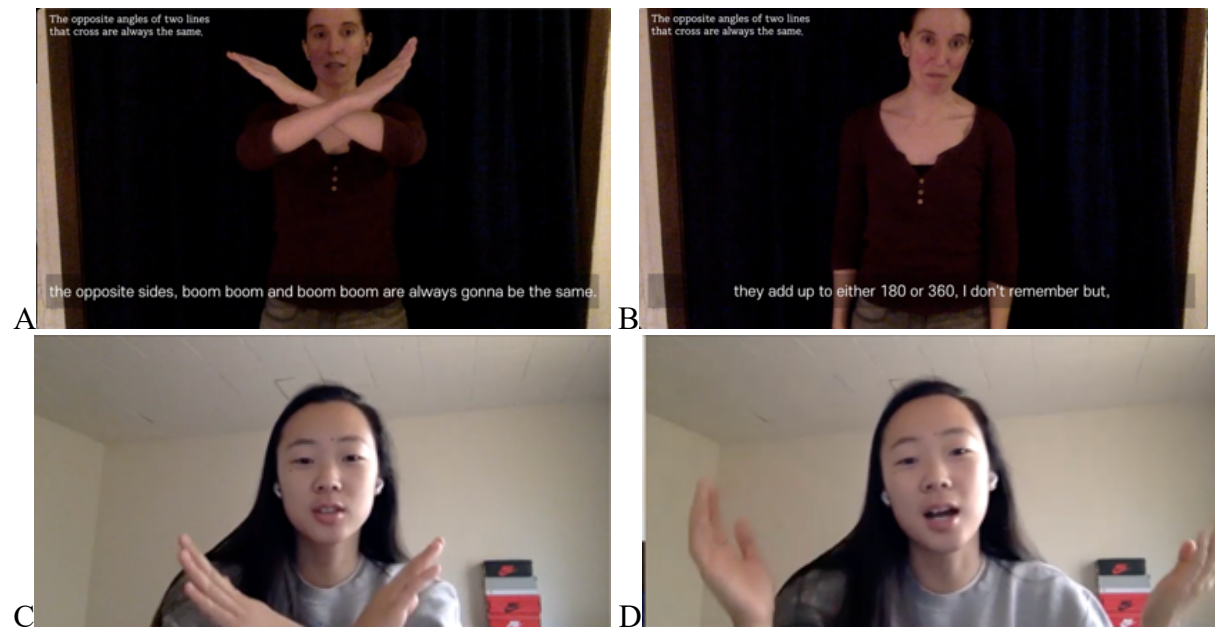 The opposite angles of two lines
that cross are always the same.
the opposite sides, boom boom and boom boom are always gonna be the same.
A
The opposite angles of two lines
that cross are always the same.
they add up to either 180 or 360, I don't remember but,
B
C
D